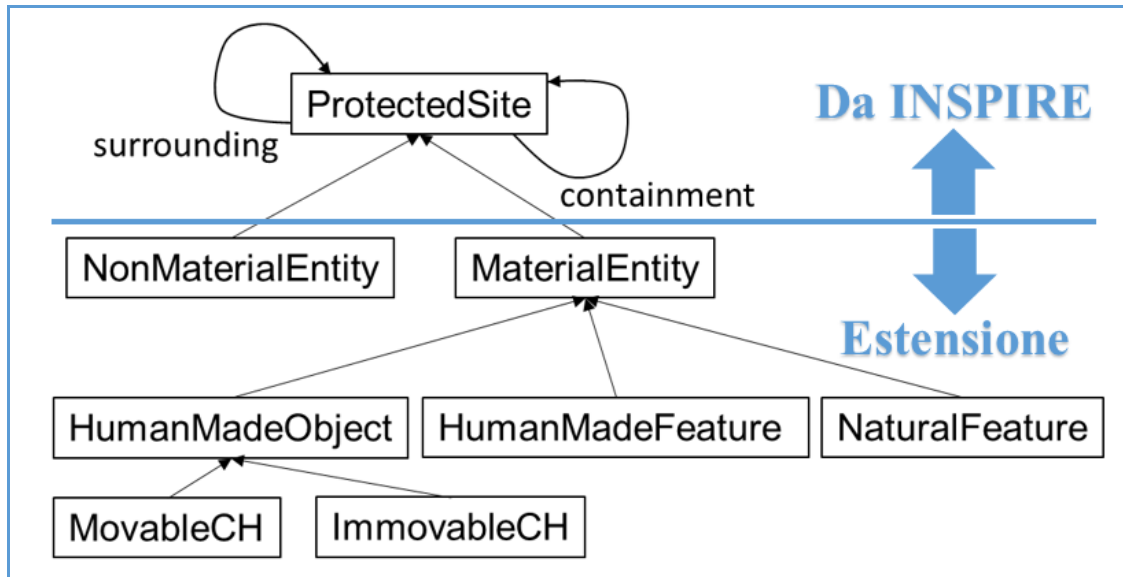 ProtectedSite
Da INSPIRE
surrounding
containment
NonMaterialEntity
MaterialEntity
Estensione
HumanMadeObject
HumanMadeFeature
NaturalFeature
MovableCH
ImmovableCH